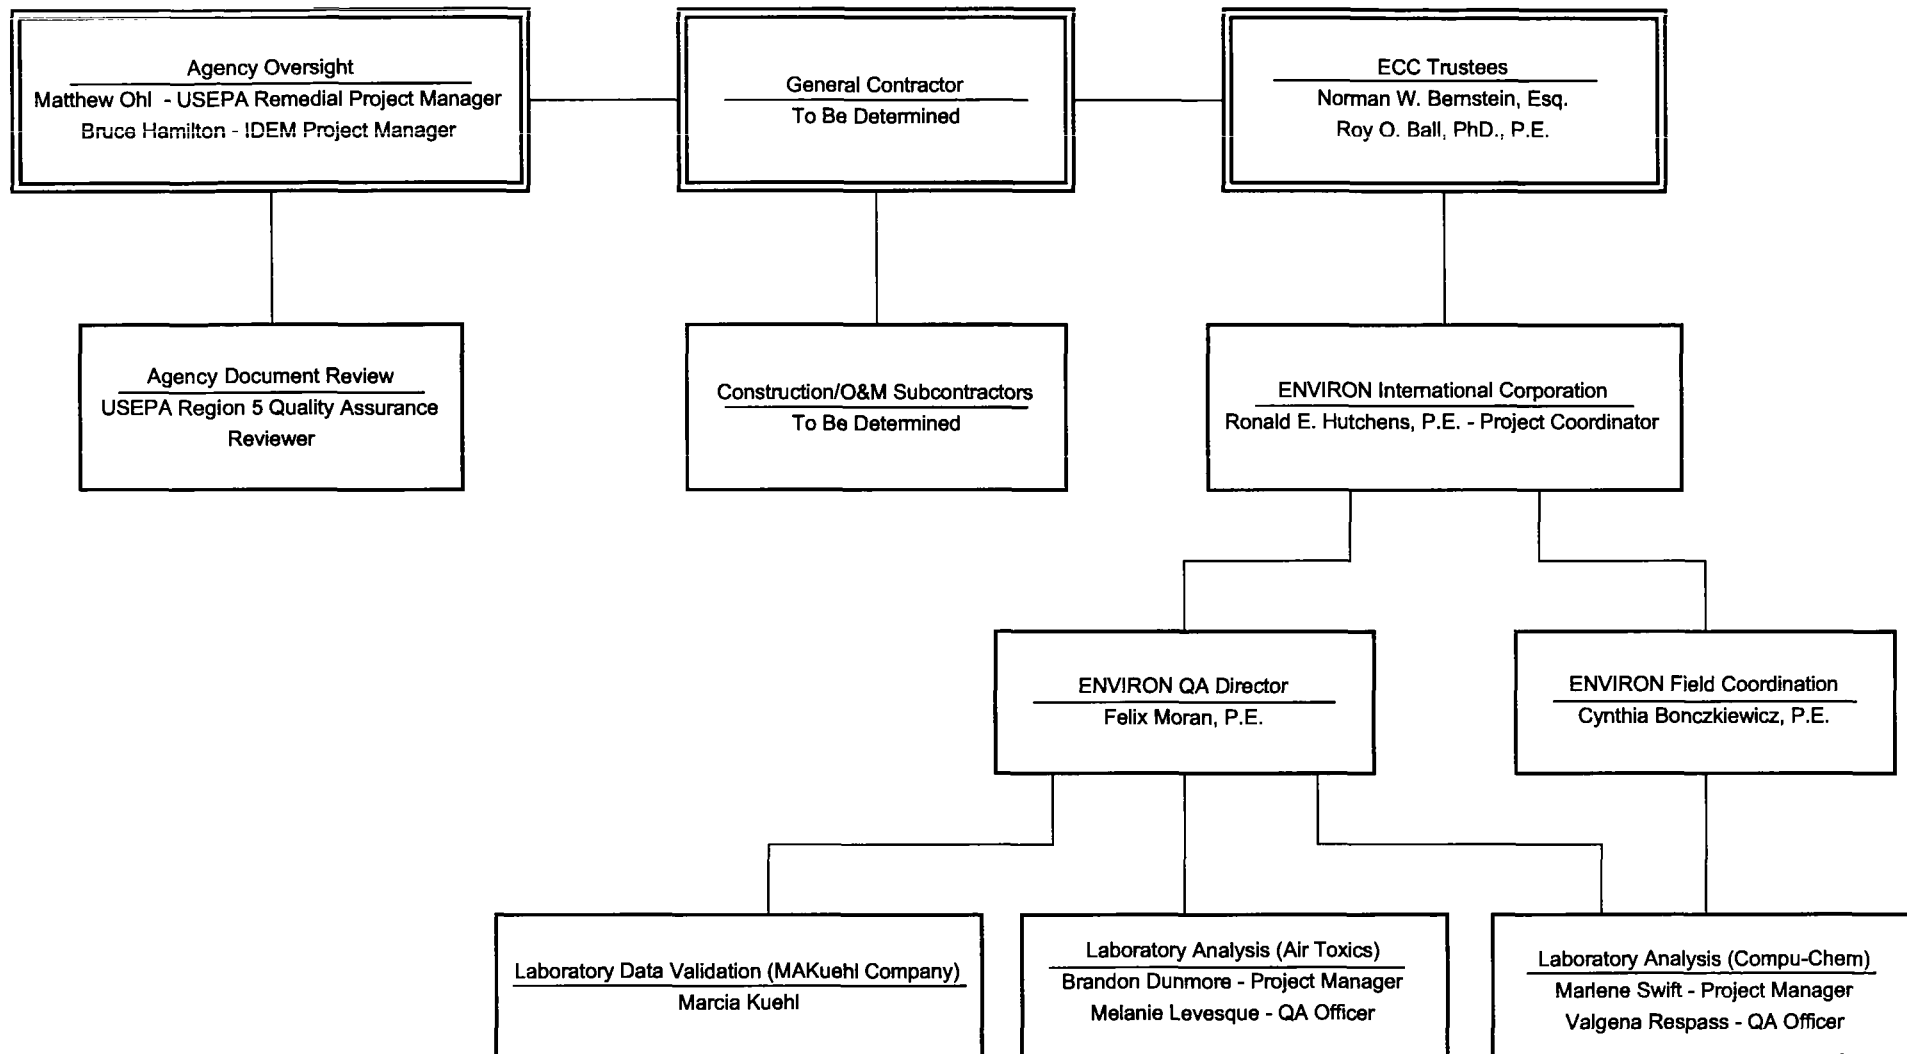 Agency Oversight
Matthew Ohl - USEPA Remedial Project Manager
Bruce Hamilton - IDEM Project Manager
General Contractor
To Be Determined
ECC Trustees
Norman W. Bernstein, Esq.
Roy O. Ball, PhD., P.E.
Agency Document Review
USEPA Region 5 Quality Assurance
Reviewer
Construction/O&M Subcontractors
To Be Determined
ENVIRON International Corporation
Ronald E. Hutchens, P.E. - Project Coordinator
ENVIRON QA Director
Felix Moran, P.E.
ENVIRON Field Coordination
Cynthia Bonczkiewicz, P.E.
Laboratory Data Validation (MAKuehl Company)
Marcia Kuehl
Laboratory Analysis (Air Toxics)
Brandon Dunmore - Project Manager
Melanie Levesque - QA Officer
Laboratory Analysis (Compu-Chem)
Marlene Swift - Project Manager
Valgena Respass - QA Officer